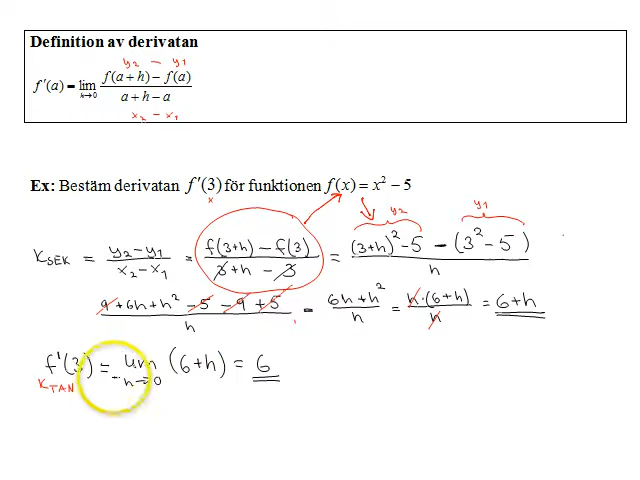 Definition av derivatan
y₂ − y₁
f'(a) = lim h→0 (f(a+h) − f(a)) / (a+h−a)
x₂ − x₁
Ex: Bestäm derivatan f'(3) för funktionen f(x) = x² − 5
x
y₂ y₁
K_SEK = (y₂−y₁)/(x₂−x₁) = (f(3+h) − f(3))/(3+h − 3) = ((3+h)² − 5 − (3² − 5))/h
(9 + 6h + h² − 5 − 9 + 5)/h = (6h + h²)/h = (h·(6+h))/h = 6+h
f'(3) = lim h→0 (6+h) = 6
K_TAN